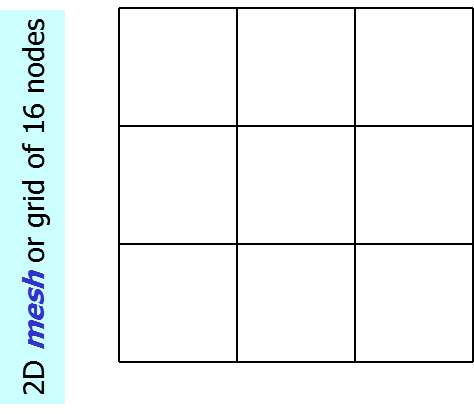 2D mesh or grid of 16 nodes